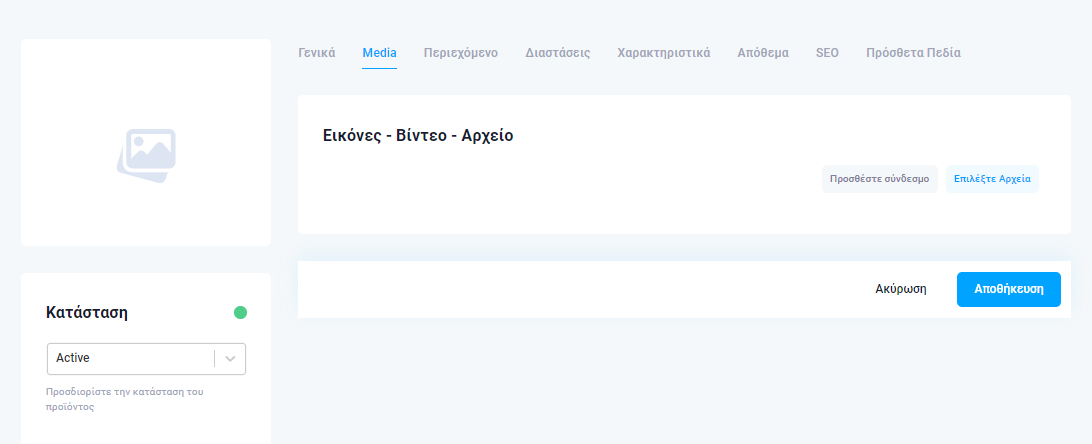 Γενικά Media Περιεχόμενο Διαστάσεις Χαρακτηριστικά Απόθεμα SEO Πρόσθετα Πεδία
Εικόνες - Βίντεο - Αρχείο
Προσθέστε σύνδεσμο Επιλέξτε Αρχεία
Ακύρωση Αποθήκευση
Κατάσταση
Active
Προσδιορίστε την κατάσταση του
προϊόντος